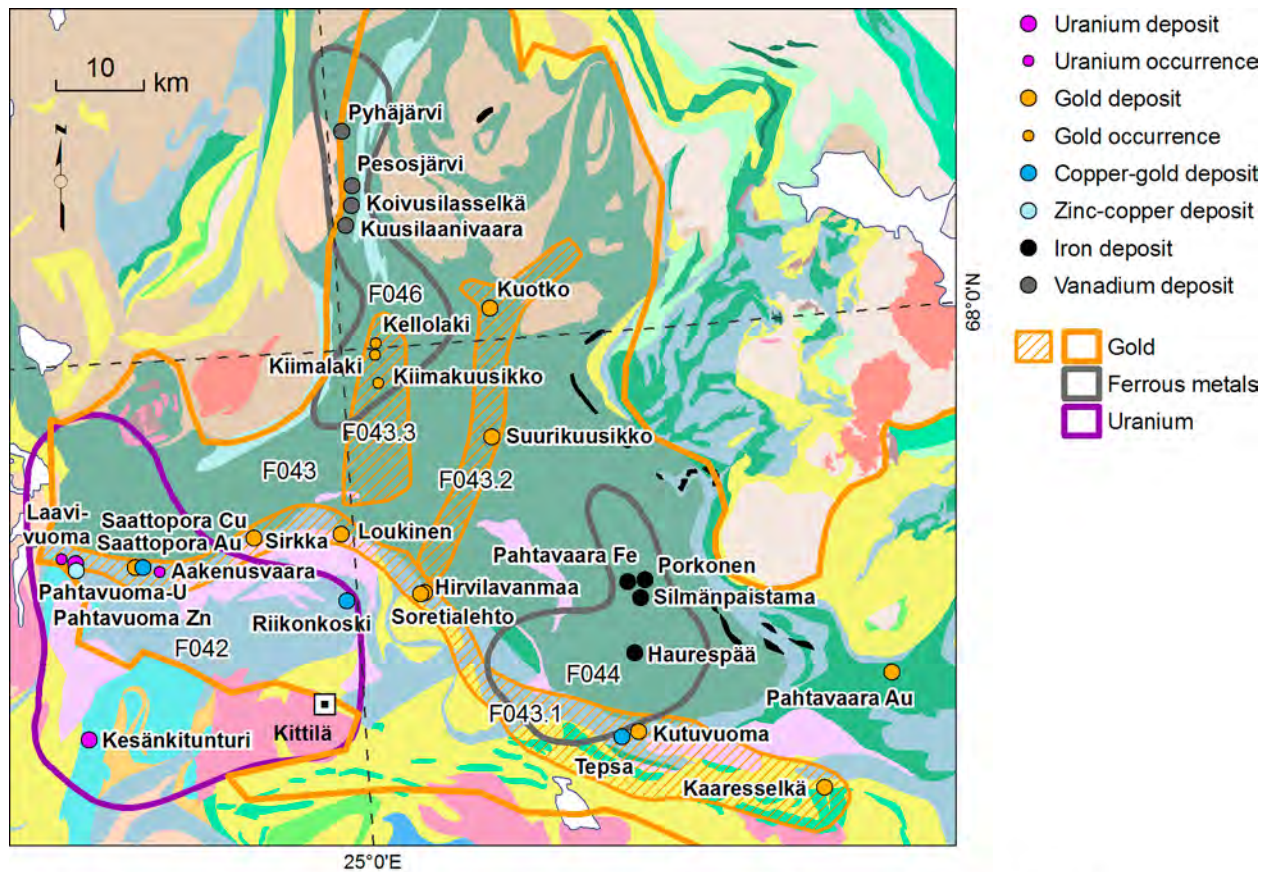 10
km
N
Pyhäjärvi
Pesosjärvi
Koivusilasselkä
Kuusilaanivaara
F046
Kuotko
Kellolaki
Kiimalaki
Kiimakuusikko
F043.3
Suurikuusikko
F043
F043.2
68°0'N
Laavi-
vuoma
Saattopora Cu
Saattopora Au
Sirkka
Loukinen
Aakenusvaara
Pahtavuoma-U
Pahtavuoma Zn
Riikonkoski
Hirvilavanmaa
Soretialehto
Pahtavaara Fe
Porkonen
Silmänpaistama
Haurespää
F042
F044
Pahtavaara Au
F043.1
Kittilä
Kesänkitunturi
Kutuvuoma
Tepsa
Kaaresselkä
25°0'E
Uranium deposit
Uranium occurrence
Gold deposit
Gold occurrence
Copper-gold deposit
Zinc-copper deposit
Iron deposit
Vanadium deposit
Gold
Ferrous metals
Uranium